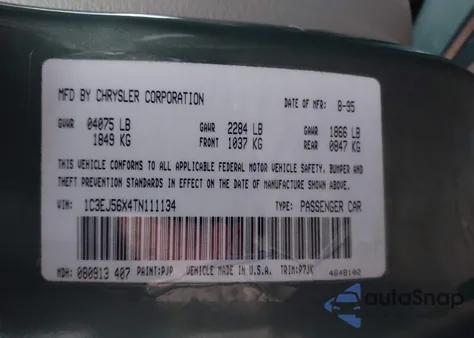 MFD BY CHRYSLER CORPORATION DATE OF MFR: 8-95
GVWR 04075 LB GAWR 2284 LB GAWR 1866 LB
1849 KG FRONT 1037 KG REAR 0847 KG
THIS VEHICLE CONFORMS TO ALL APPLICABLE FEDERAL MOTOR VEHICLE SAFETY, BUMPER AND
THEFT PREVENTION STANDARDS IN EFFECT ON THE DATE OF MANUFACTURE SHOWN ABOVE.
VIN: 1C3EJ56X4TN111134 TYPE: PASSENGER CAR
MDH: 080913 407 PAINT:PJP VEHICLE MADE IN U.S.A. TRIM:P7JK 4848102
autoSnap